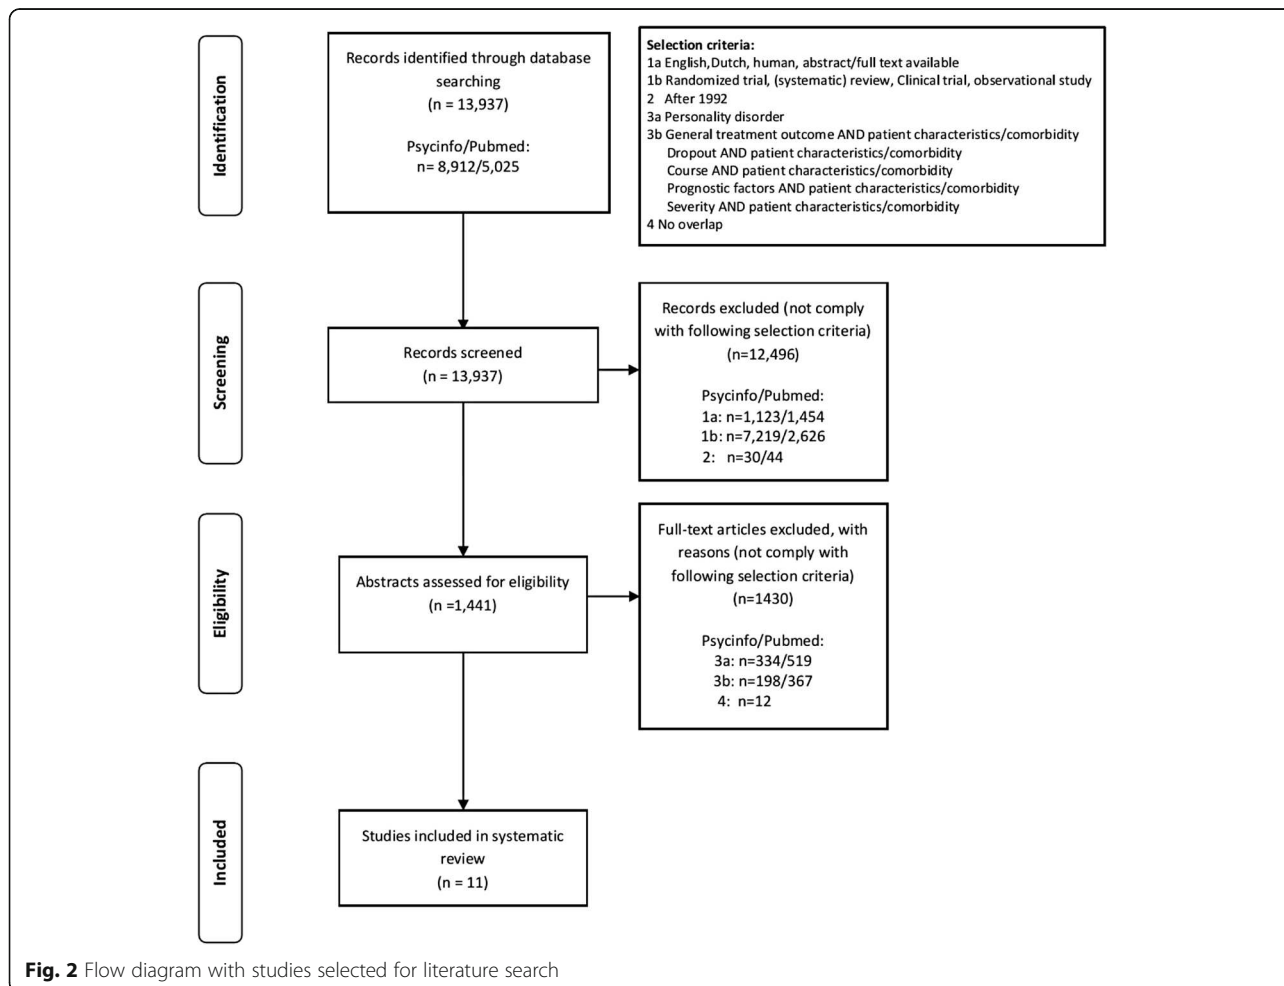 Identification
Records identified through database
searching
(n = 13,937)
Psycinfo/Pubmed:
n= 8,912/5,025
Selection criteria:
1a English,Dutch, human, abstract/full text available
1b Randomized trial, (systematic) review, Clinical trial, observational study
2 After 1992
3a Personality disorder
3b General treatment outcome AND patient characteristics/comorbidity
Dropout AND patient characteristics/comorbidity
Course AND patient characteristics/comorbidity
Prognostic factors AND patient characteristics/comorbidity
Severity AND patient characteristics/comorbidity
4 No overlap
Screening
Records screened
(n = 13,937)
Records excluded (not comply
with following selection criteria)
(n=12,496)
Psycinfo/Pubmed:
1a: n=1,123/1,454
1b: n=7,219/2,626
2: n=30/44
Eligibility
Abstracts assessed for eligibility
(n =1,441)
Full-text articles excluded, with
reasons (not comply with
following selection criteria)
(n=1430)
Psycinfo/Pubmed:
3a: n=334/519
3b: n=198/367
4: n=12
Included
Studies included in systematic
review
(n = 11)
Fig. 2 Flow diagram with studies selected for literature search